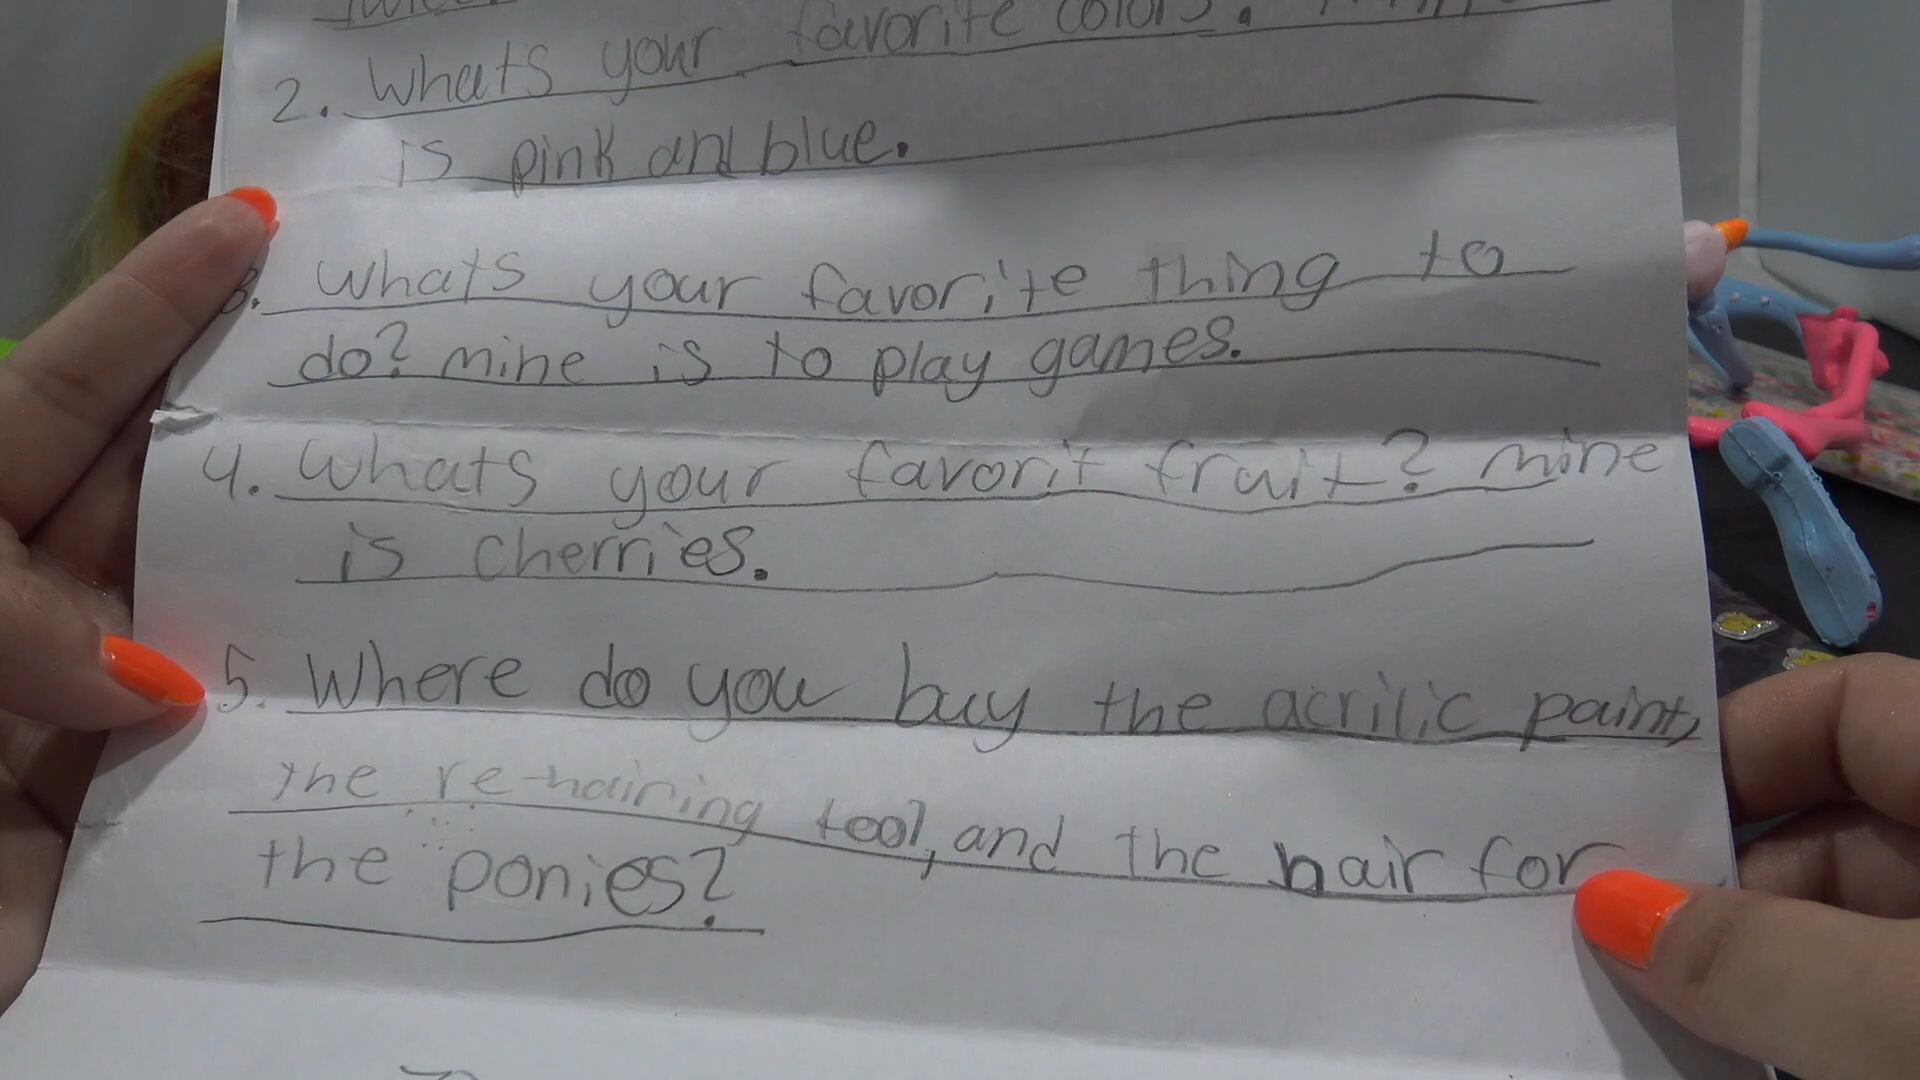 2. Whats your favorite colors?
is pink and blue.
3. Whats your favorite thing to
do? mine is to play games.
4. Whats your favorit fruit? mine
is cherries.
5. Where do you buy the acrilic paint,
the re-hairing tool, and the hair for
the ponies?